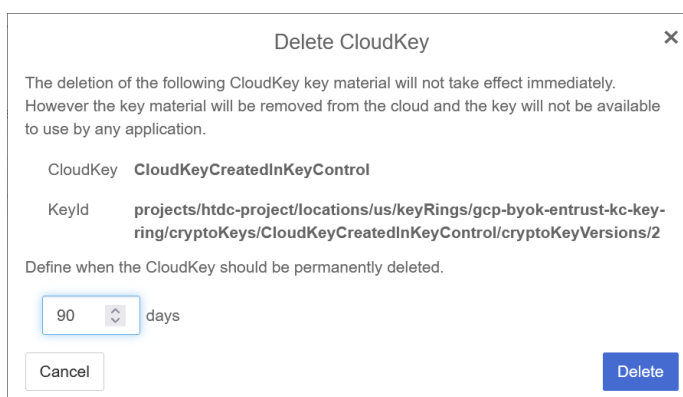 Delete CloudKey
The deletion of the following CloudKey key material will not take effect immediately.
However the key material will be removed from the cloud and the key will not be available
to use by any application.
CloudKey CloudKeyCreatedInKeyControl
KeyId projects/htdc-project/locations/us/keyRings/gcp-byok-entrust-kc-key-
ring/cryptoKeys/CloudKeyCreatedInKeyControl/cryptoKeyVersions/2
Define when the CloudKey should be permanently deleted.
90 days
Cancel Delete